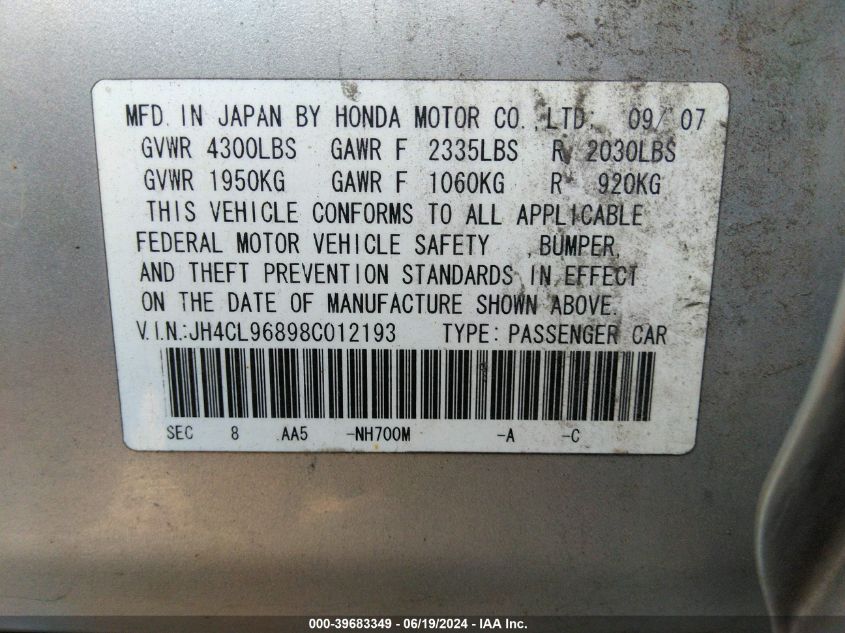 MFD. IN JAPAN BY HONDA MOTOR CO.,LTD. 09/ 07
GVWR 4300LBS GAWR F 2335LBS R 2030LBS
GVWR 1950KG GAWR F 1060KG R 920KG
THIS VEHICLE CONFORMS TO ALL APPLICABLE
FEDERAL MOTOR VEHICLE SAFETY ,BUMPER,
AND THEFT PREVENTION STANDARDS IN EFFECT
ON THE DATE OF MANUFACTURE SHOWN ABOVE.
V.I.N.:JH4CL96898C012193 TYPE: PASSENGER CAR
SEC 8 AA5 -NH700M -A -C
000-39683349 - 06/19/2024 - IAA Inc.